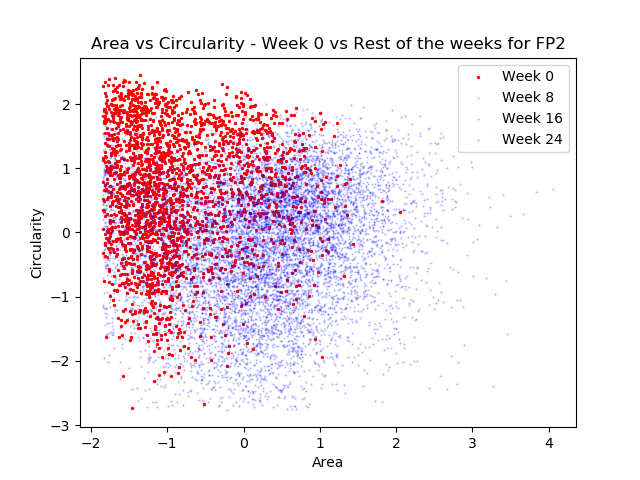 Area vs Circularity - Week 0 vs Rest of the weeks for FP2
Week 0
Week 8
Week 16
Week 24
2
1
0
−1
−2
−3
Circularity
−2 −1 0 1 2 3 4
Area